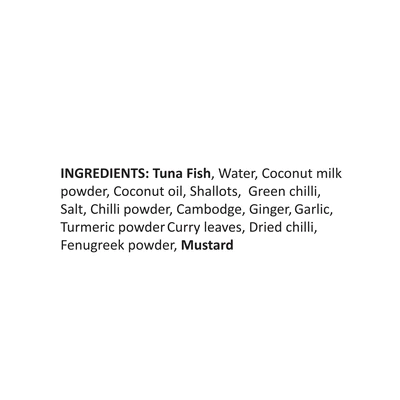 INGREDIENTS: Tuna Fish, Water, Coconut milk
powder, Coconut oil, Shallots, Green chilli,
Salt, Chilli powder, Cambodge, Ginger, Garlic,
Turmeric powder Curry leaves, Dried chilli,
Fenugreek powder, Mustard